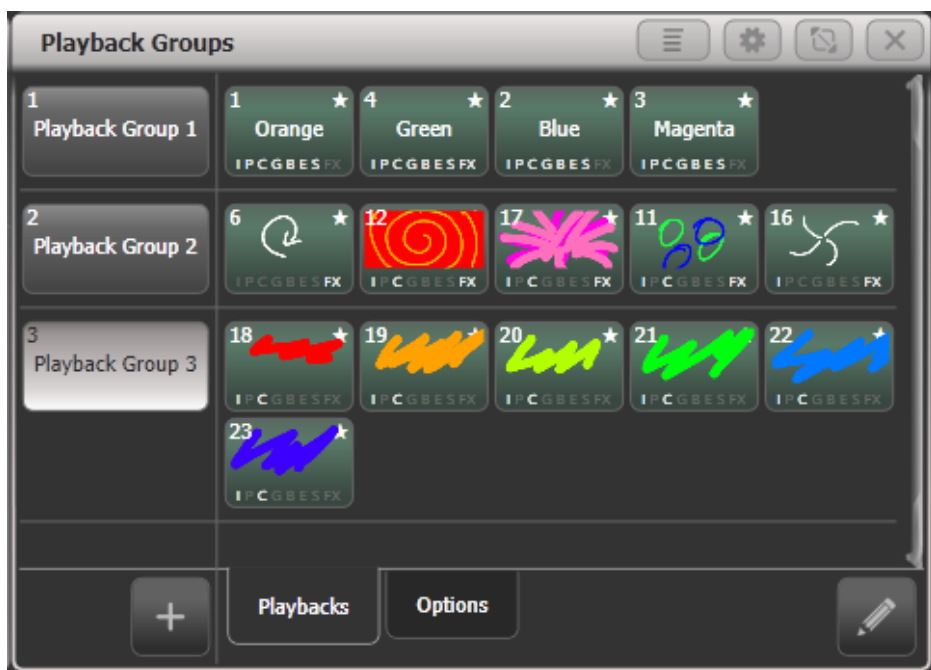 Playback Groups
1
Playback Group 1
1
Orange
IPCGBESFX
4
Green
IPCGBESFX
2
Blue
IPCGBESFX
3
Magenta
IPCGBESFX
2
Playback Group 2
6
IPCGBESFX
12
IPCGBESFX
17
IPCGBESFX
11
IPCGBESFX
16
IPCGBESFX
3
Playback Group 3
18
IPCGBESFX
19
IPCGBESFX
20
IPCGBESFX
21
IPCGBESFX
22
IPCGBESFX
23
IPCGBESFX
+
Playbacks
Options